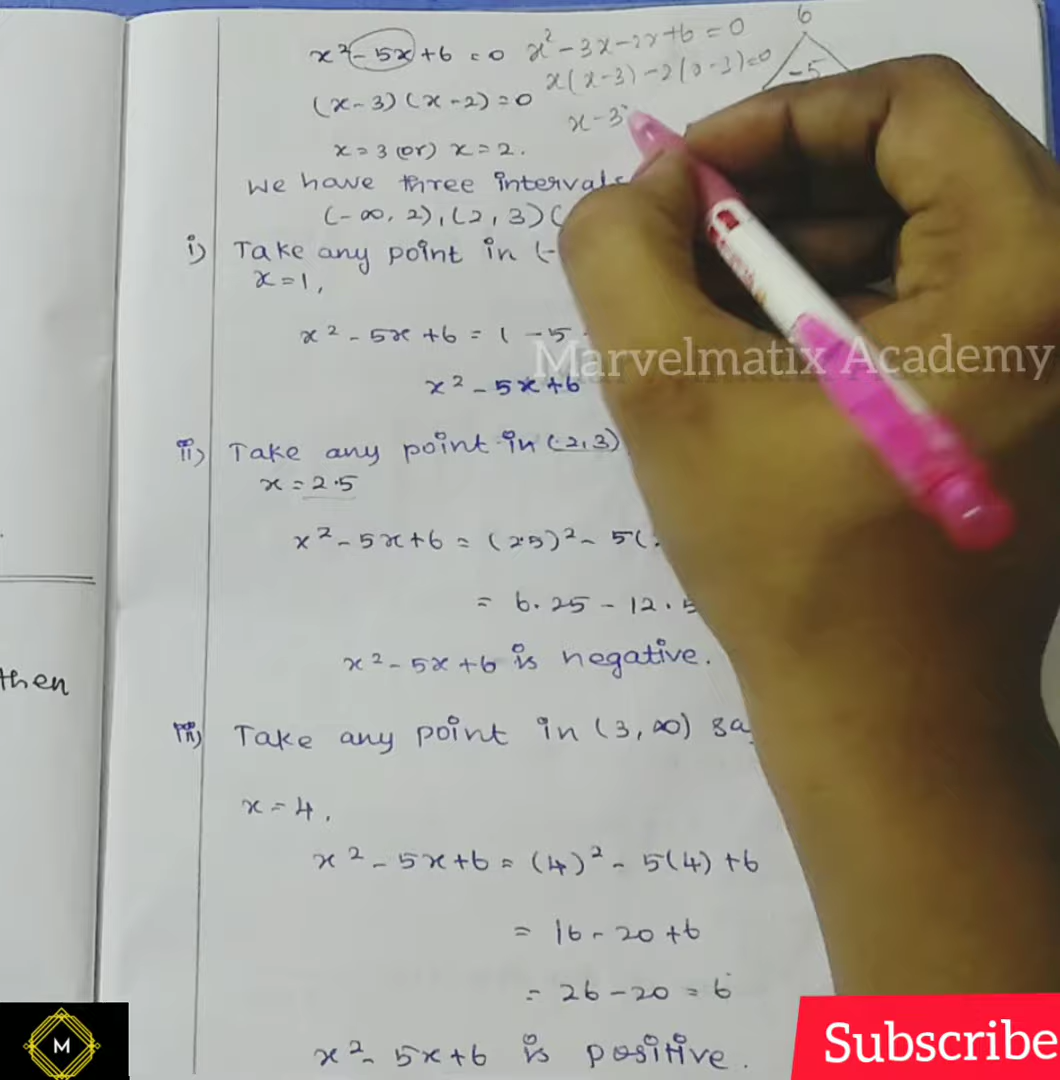 x² - 5x + 6 = 0
(x - 3)(x - 2) = 0
x = 3 (or) x = 2.
x² - 3x - 2x + 6 = 0
x(x - 3) - 2(x - 3) = 0
x - 3
6
-5
We have three intervals
(-∞, 2), (2, 3) (
i) Take any point in (-
x = 1,
x² - 5x + 6 = 1 - 5
x² - 5x + 6
Marvelmatix Academy
ii) Take any point in (2, 3)
x = 2.5
x² - 5x + 6 = (2.5)² - 5(
= 6.25 - 12.5
x² - 5x + 6 is negative.
then
iii) Take any point in (3, ∞) sa
x = 4,
x² - 5x + 6 = (4)² - 5(4) + 6
= 16 - 20 + 6
= 26 - 20 = 6
x² - 5x + 6 is positive.
M
Subscribe